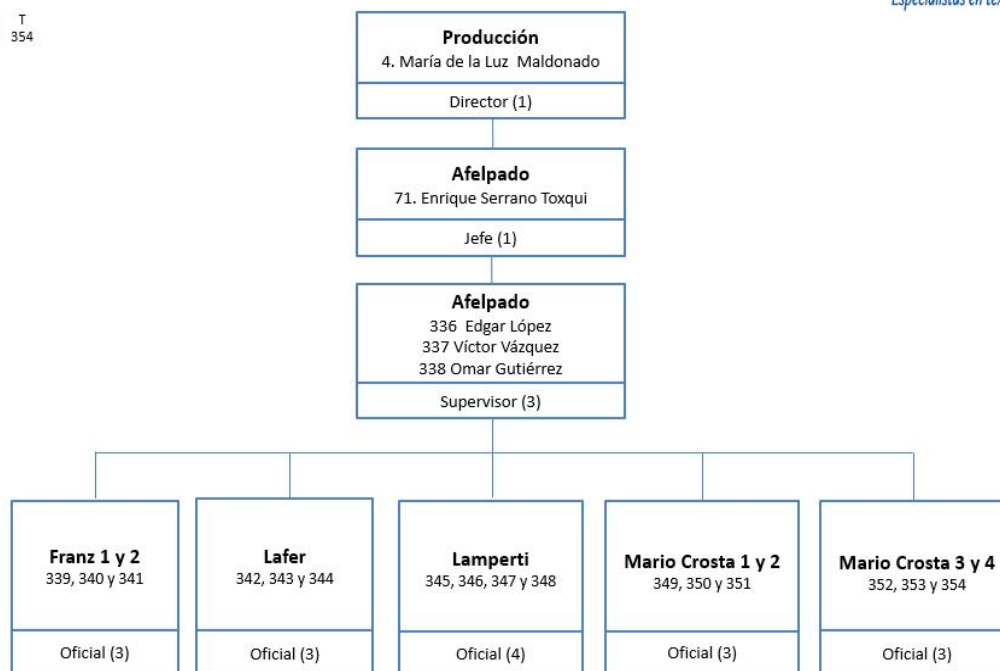 Especialistas en
T
354
Producción
4. María de la Luz Maldonado
Director (1)
Afelpado
71. Enrique Serrano Toxqui
Jefe (1)
Afelpado
336 Edgar López
337 Víctor Vázquez
338 Omar Gutiérrez
Supervisor (3)
Franz 1 y 2
339, 340 y 341
Oficial (3)
Lafer
342, 343 y 344
Oficial (3)
Lamperti
345, 346, 347 y 348
Oficial (4)
Mario Crosta 1 y 2
349, 350 y 351
Oficial (3)
Mario Crosta 3 y 4
352, 353 y 354
Oficial (3)